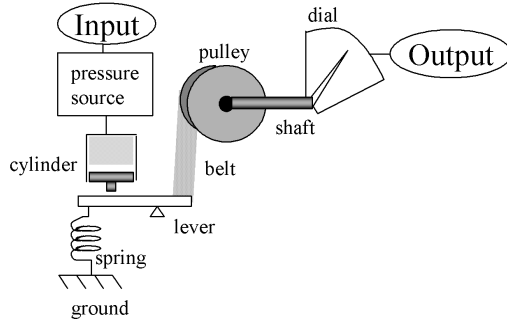 Input
dial
pulley
Output
pressure
source
shaft
cylinder
belt
lever
spring
ground